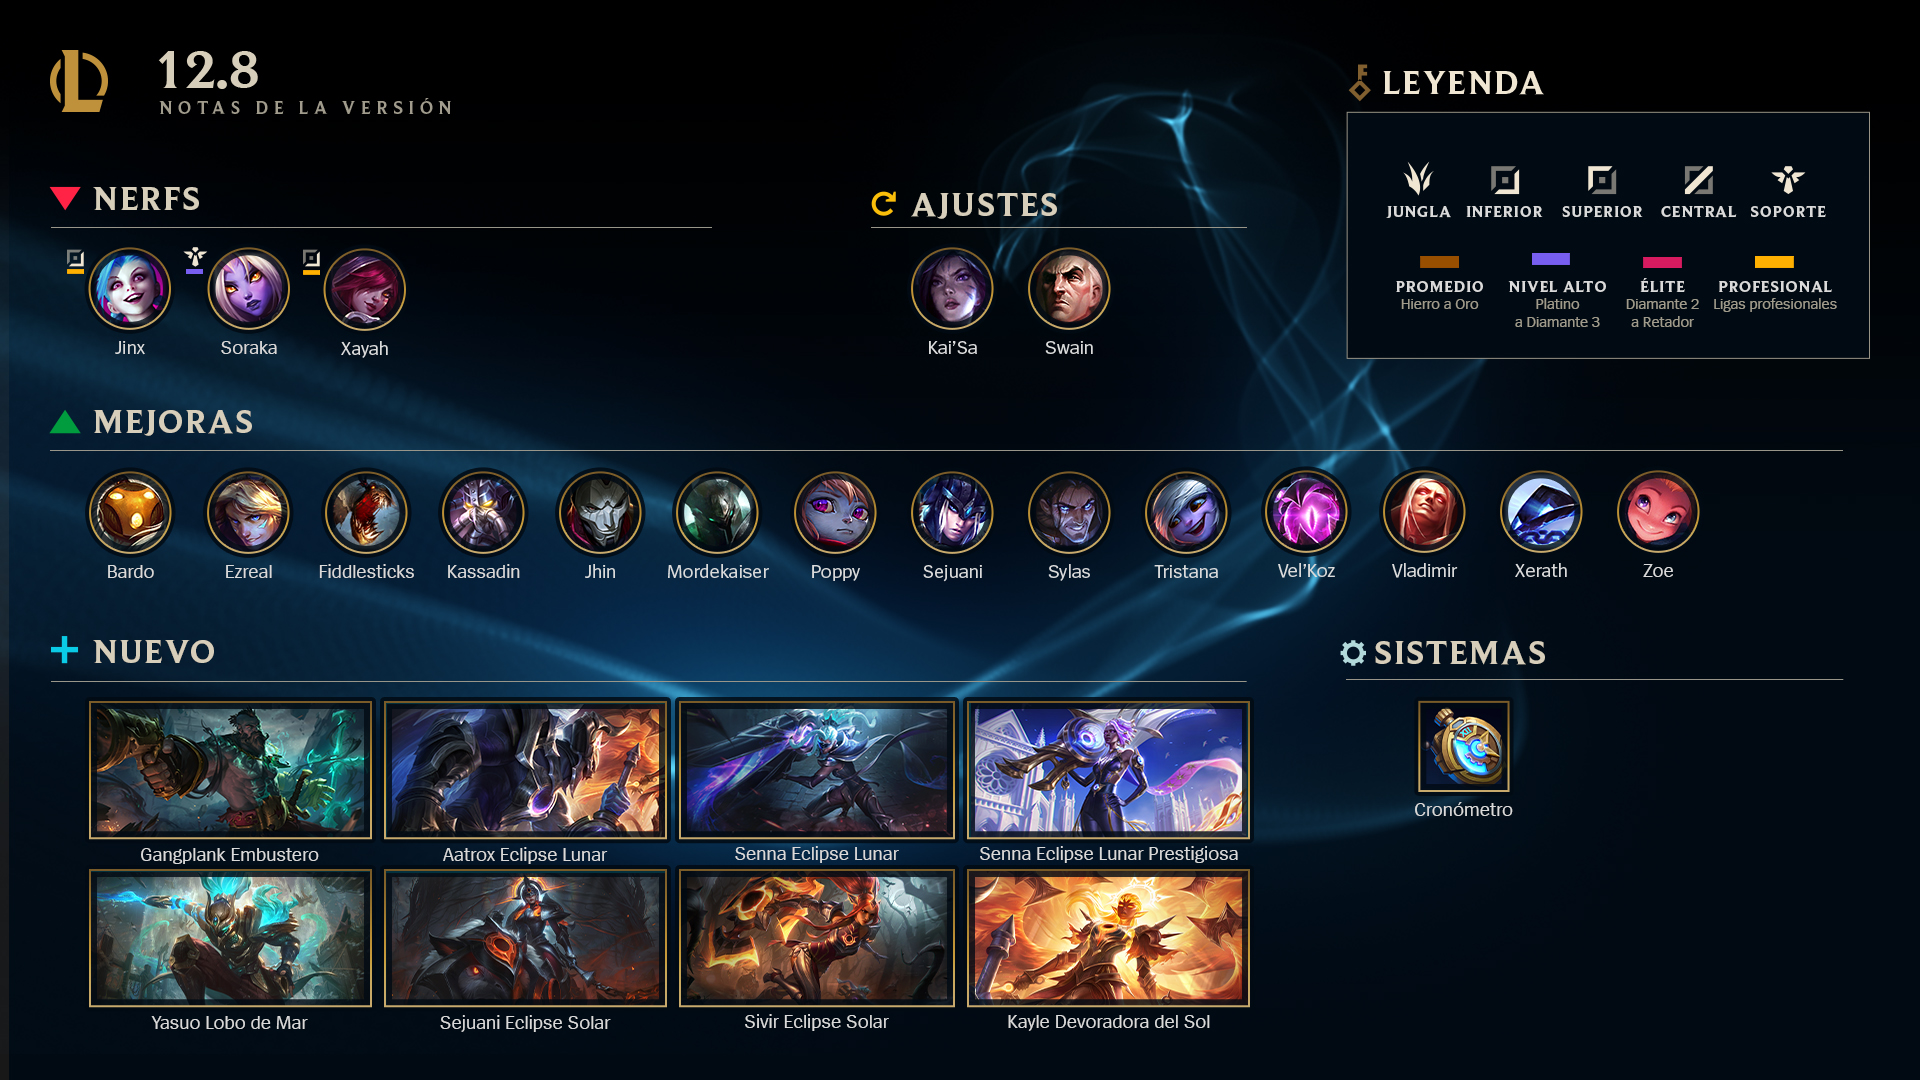 12.8
NOTAS DE LA VERSIÓN
LEYENDA
JUNGLA INFERIOR SUPERIOR CENTRAL SOPORTE
PROMEDIO NIVEL ALTO ÉLITE PROFESIONAL
Hierro a Oro Platino Diamante 2 Ligas profesionales
a Diamante 3 a Retador
NERFS
Jinx Soraka Xayah
AJUSTES
Kai'Sa Swain
MEJORAS
Bardo Ezreal Fiddlesticks Kassadin Jhin Mordekaiser Poppy Sejuani Sylas Tristana Vel'Koz Vladimir Xerath Zoe
NUEVO
Gangplank Embustero Aatrox Eclipse Lunar Senna Eclipse Lunar Senna Eclipse Lunar Prestigiosa
Yasuo Lobo de Mar Sejuani Eclipse Solar Sivir Eclipse Solar Kayle Devoradora del Sol
SISTEMAS
Cronómetro